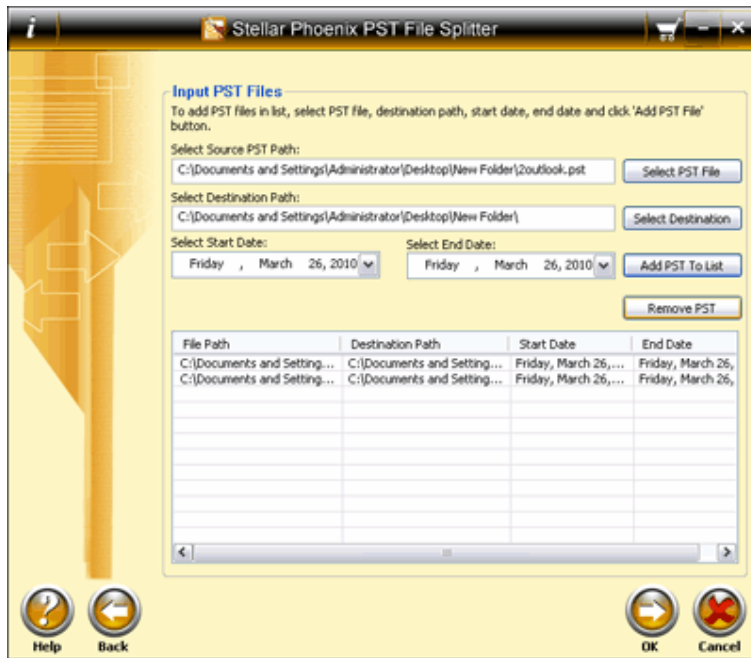 i
Stellar Phoenix PST File Splitter
Input PST Files
To add PST files in list, select PST file, destination path, start date, end date and click 'Add PST File'
button.
Select Source PST Path:
C:\Documents and Settings\Administrator\Desktop\New Folder\2outlook.pst
Select PST File
Select Destination Path:
C:\Documents and Settings\Administrator\Desktop\New Folder\
Select Destination
Select Start Date:
Select End Date:
Friday , March 26, 2010
Friday , March 26, 2010
Add PST To List
Remove PST
File Path Destination Path Start Date End Date
C:\Documents and Setting... C:\Documents and Setting... Friday, March 26,... Friday, March 26,
C:\Documents and Setting... C:\Documents and Setting... Friday, March 26,... Friday, March 26,
Help Back OK Cancel